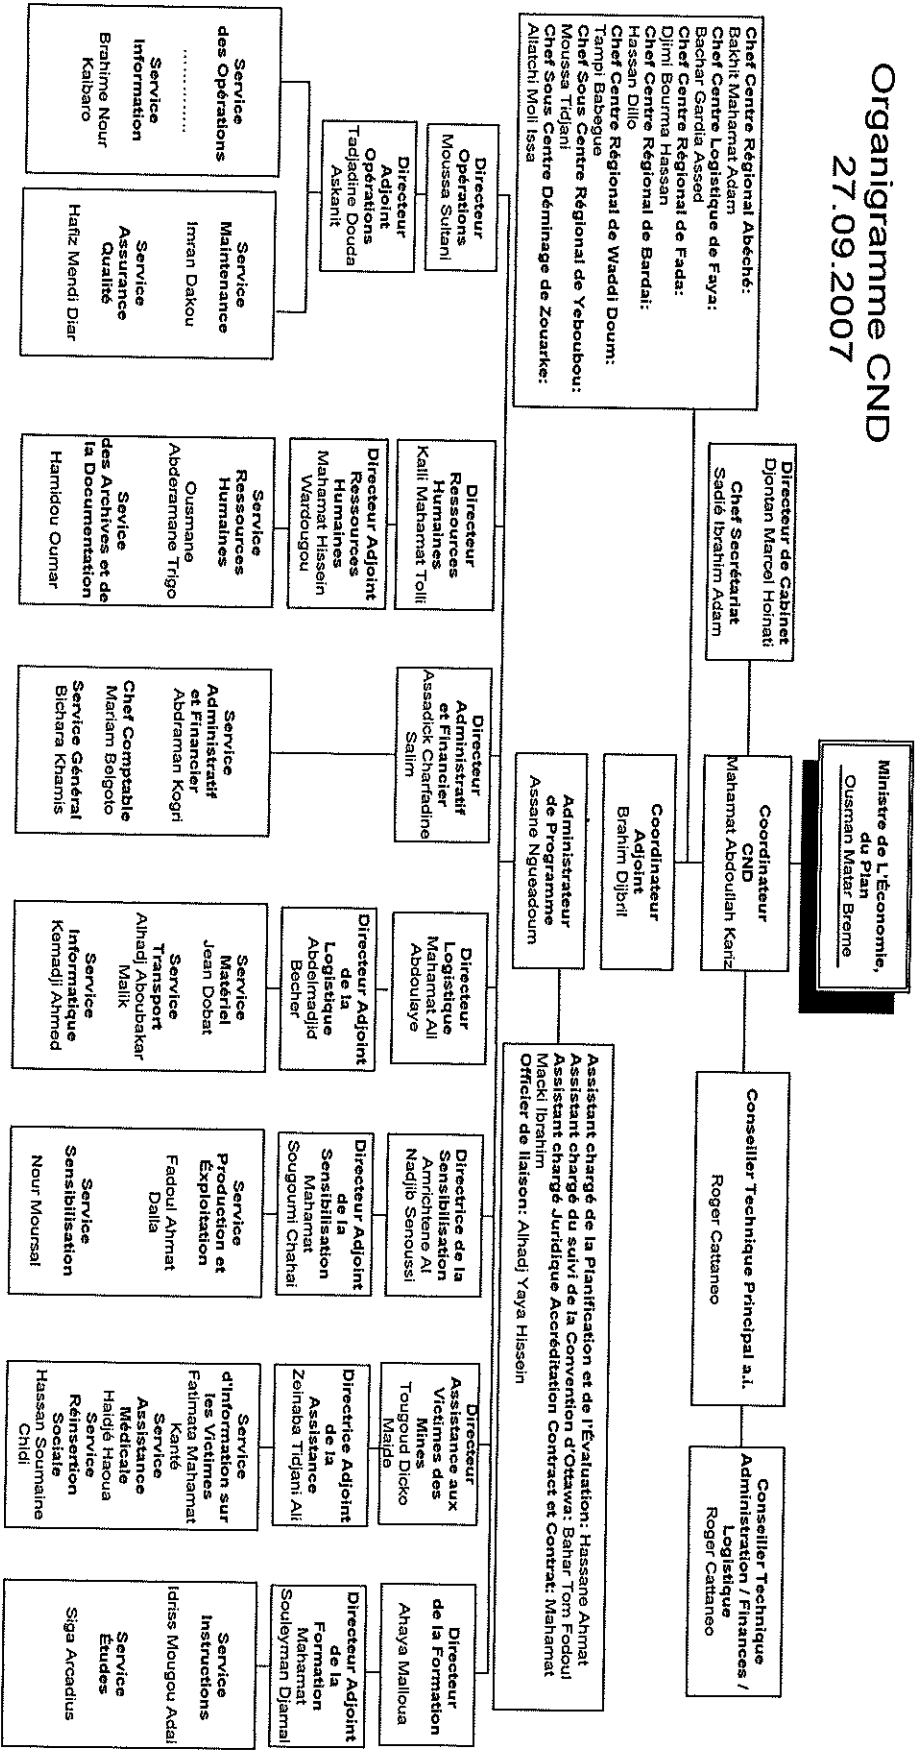 Organigramme CND
27.09.2007
Ministre de L'Économie,
du Plan
Ousman Matar Breme
Directeur de Cabinet
Djontan Marcel Hoinati
Chef Secrétariat
Sadié Ibrahim Adam
Coordinateur
CND
Mahamat Abdoullah Kariz
Conseiller Technique Principal a.i.
Roger Cattaneo
Conseiller Technique
Administration / Finances /
Logistique
Roger Cattaneo
Chef Centre Régional Abéché:
Bakhit Mahamat Adam
Chef Centre Logistique de Faya:
Bachar Gardia Assed
Chef Centre Régional de Fada:
Djimi Bourma Hassan
Chef Centre Régional de Bardai:
Hassan Dillo
Chef Centre Régional de Waddi Doum:
Tampi Babegue
Chef Sous Centre Régional de Yeboubou:
Moussa Tidjani
Chef Sous Centre Déminage de Zouarke:
Allatchi Moli Issa
Coordinateur
Adjoint
Brahim Djibril
Administrateur
de Programme
Assane Ngueadoum
Assistant chargé de la Planification et de l'Évaluation: Hassane Ahmat
Assistant chargé du suivi de la Convention d'Ottawa: Bahar Tom Fodoul
Assistant chargé Juridique Accréditation Contract et Contrat: Mahamat
Macki Ibrahim
Officier de liaison: Alhadj Yaya Hissein
Directeur
Opérations
Moussa Sultani
Directeur
Adjoint
Opérations
Tadjadine Douda
Askanit
Service
des Opérations
.............
Service
Information
Brahime Nour
Kaibaro
Service
Maintenance
Imran Dakou
Service
Assurance
Qualité
Hafiz Mendi Diar
Directeur
Ressources
Humaines
Kalli Mahamat Tolli
Directeur Adjoint
Ressources
Humaines
Mahamat Hissein
Wardougou
Service
Ressources
Humaines
Ousmane
Abderamane Trigo
Sevice
des Archives et de
la Documentation
Hamidou Oumar
Directeur
Administratif
et Financier
Assadick Charfadine
Salim
Service
Administratif
et Financier
Abdraman Kogri
Chef Comptable
Mariam Belgoto
Service Général
Bichara Khamis
Directeur
Logistique
Mahamat Ali
Abdoulaye
Directeur Adjoint
de la
Logistique
Abdelmadjid
Becher
Service
Matériel
Jean Dobat
Service
Transport
Alhadj Aboubakar
Malik
Service
Informatique
Kemadji Ahmed
Directrice de la
Sensibilisation
Amrichtene Al
Nadjib Senoussi
Directeur Adjoint
de la
Sensibilisation
Sougoumi Chahai
Mahamat
Service
Production et
Éxploitation
Fadoul Ahmat
Dalla
Service
Sensibilisation
Nour Moursal
Directeur
Assistance aux
Victimes des
Mines
Tougoud Dicko
Maide
Directrice Adjoint
de la
Assistance
Zeinaba Tidjani Ali
Service
d'Information sur
les Victimes
Fatimata Mahamat
Kanté
Service
Assistance
Médicale
Haidjé Haoua
Service
Réinsertion
Sociale
Hassan Soumaine
Chidi
Directeur
de la Formation
Ahaya Malloua
Directeur Adjoint
de la
Formation
Mahamat
Souleyman Djamal
Service
Instructions
Idriss Mougou Adai
Service
Études
Siga Arcadius